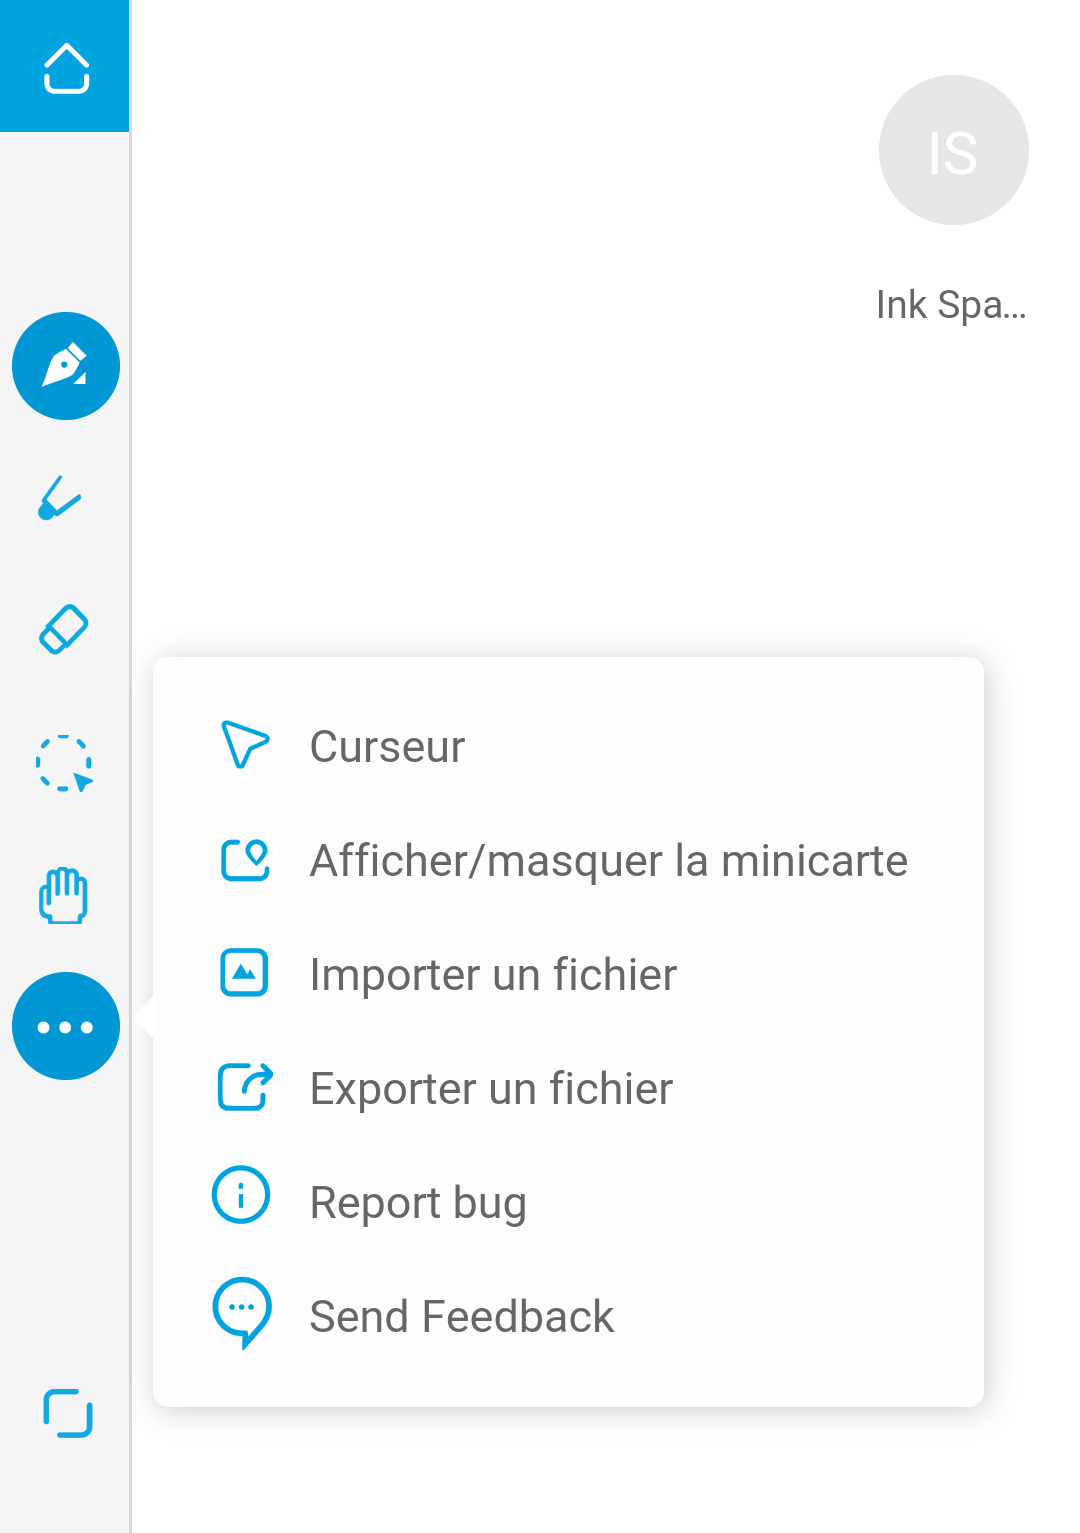 IS
Ink Spa...
Curseur
Afficher/masquer la minicarte
Importer un fichier
Exporter un fichier
Report bug
Send Feedback